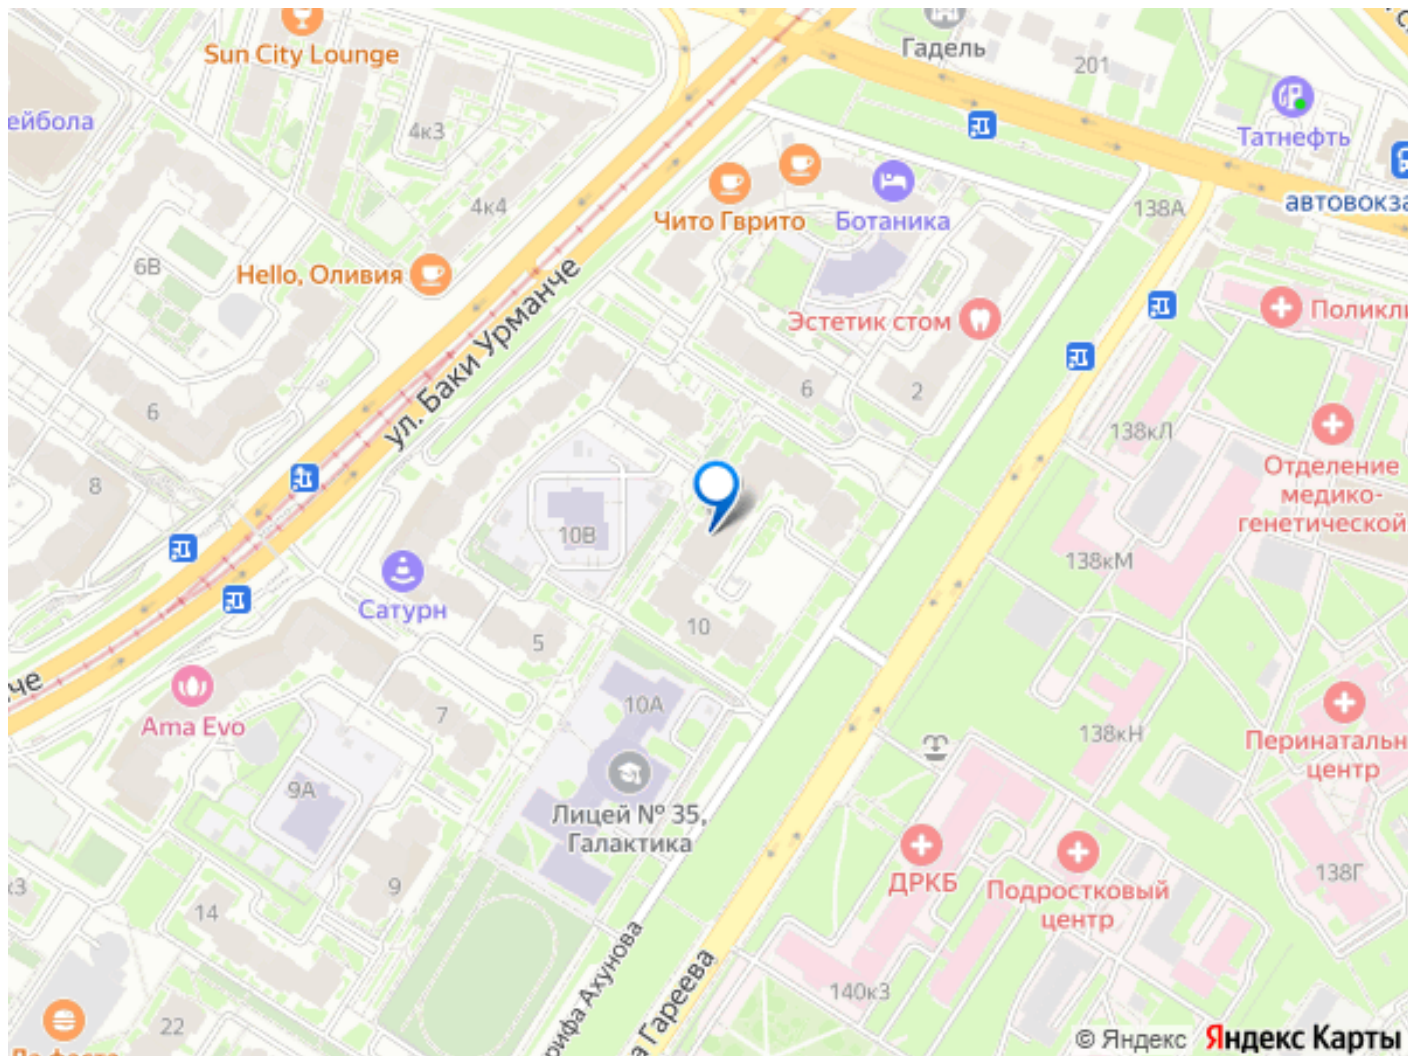 Sun City Lounge
Гадель
201
ейбола
4к3
Татнефть
4к4
Чито Гврито
Ботаника
138А
автовокза
6В
Hello, Оливия
ул. Баки Урманче
Эстетик стом
Поликли
6
2
6
138кЛ
8
Отделение
медико-
генетической
10В
138кМ
Сатурн
5
10
че
Ama Evo
7
10А
138кН
Перинатальн
центр
9А
Лицей № 35,
Галактика
ДРКБ
Подростковый
центр
138Г
к3
9
14
рифа Ахунова
а Гареева
140к3
22
© Яндекс Яндекс Карты